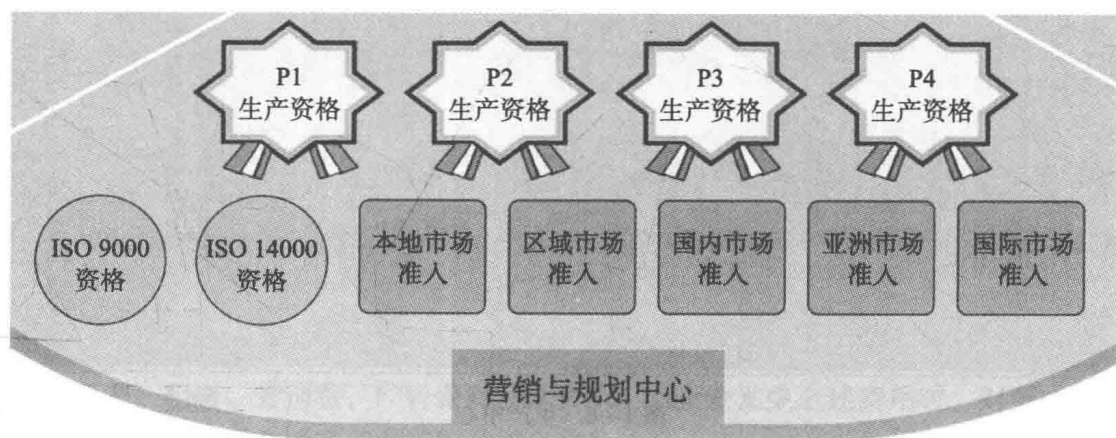 P1
生产资格
P2
生产资格
P3
生产资格
P4
生产资格
ISO 9000
资格
ISO 14000
资格
本地市场
准入
区域市场
准入
国内市场
准入
亚洲市场
准入
国际市场
准入
营销与规划中心